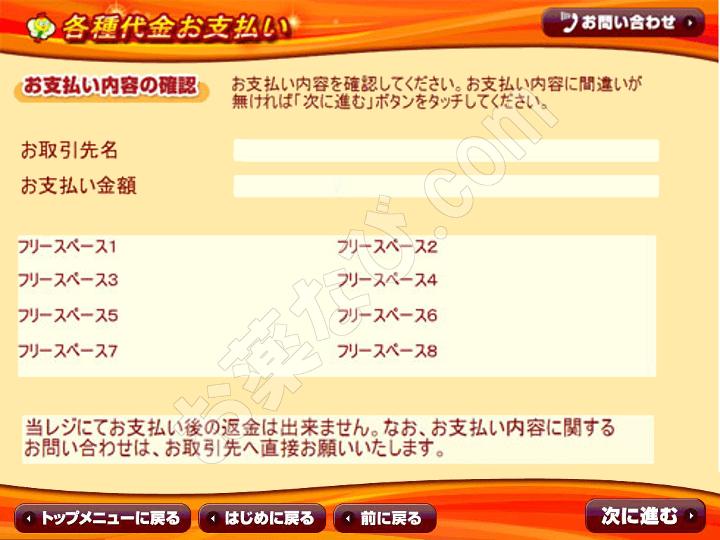 各種代金お支払い
お問い合わせ
お支払い内容の確認
お支払い内容を確認してください。お支払い内容に間違いが
無ければ「次に進む」ボタンをタッチしてください。
お取引先名
お支払い金額
フリースペース1
フリースペース2
フリースペース3
フリースペース4
フリースペース5
フリースペース6
フリースペース7
フリースペース8
お薬なび.com
当レジにてお支払い後の返金は出来ません。なお、お支払い内容に関する
お問い合わせは、お取引先へ直接お願いいたします。
トップメニューに戻る
はじめに戻る
前に戻る
次に進む